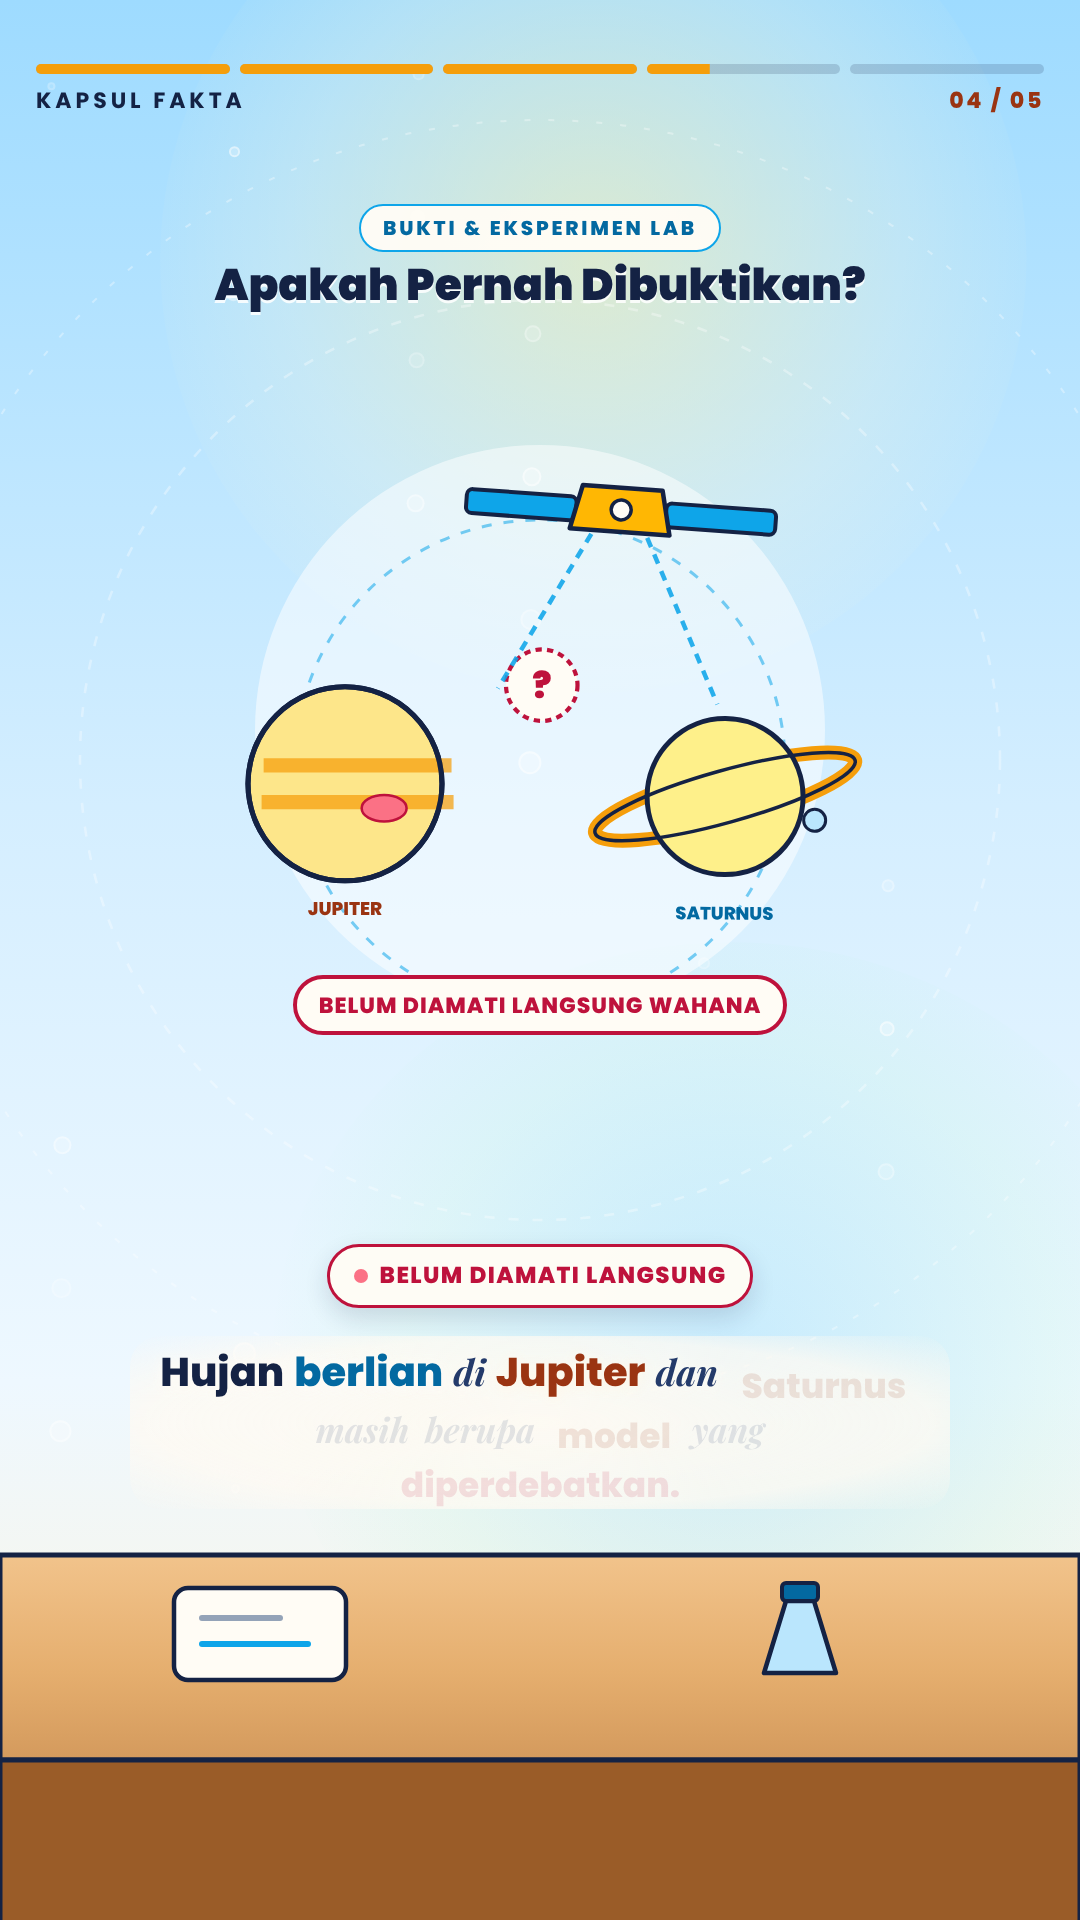 KAPSUL FAKTA
04 / 05
BUKTI & EKSPERIMEN LAB
Apakah Pernah Dibuktikan?
?
JUPITER
SATURNUS
BELUM DIAMATI LANGSUNG WAHANA
BELUM DIAMATI LANGSUNG
Hujan berlian di Jupiter dan Saturnus
masih berupa model yang
diperdebatkan.